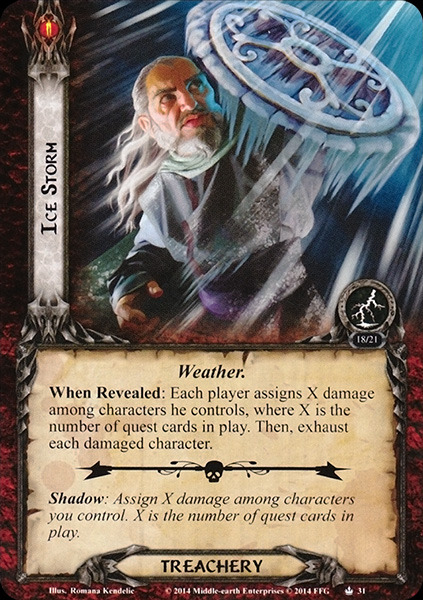 ICE STORM
18/21
Weather.
When Revealed: Each player assigns X damage
among characters he controls, where X is the
number of quest cards in play. Then, exhaust
each damaged character.
Shadow: Assign X damage among characters
you control. X is the number of quest cards in
play.
TREACHERY
Illus. Romana Kendelic © 2014 Middle-earth Enterprises © 2014 FFG 31